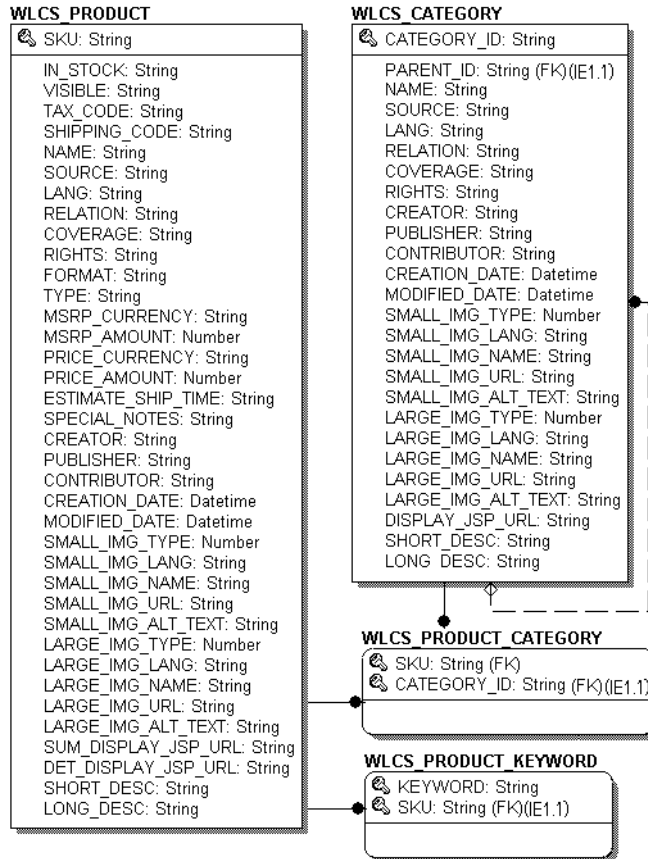 WLCS_PRODUCT
SKU: String
IN_STOCK: String
VISIBLE: String
TAX_CODE: String
SHIPPING_CODE: String
NAME: String
SOURCE: String
LANG: String
RELATION: String
COVERAGE: String
RIGHTS: String
FORMAT: String
TYPE: String
MSRP_CURRENCY: String
MSRP_AMOUNT: Number
PRICE_CURRENCY: String
PRICE_AMOUNT: Number
ESTIMATE_SHIP_TIME: String
SPECIAL_NOTES: String
CREATOR: String
PUBLISHER: String
CONTRIBUTOR: String
CREATION_DATE: Datetime
MODIFIED_DATE: Datetime
SMALL_IMG_TYPE: Number
SMALL_IMG_LANG: String
SMALL_IMG_NAME: String
SMALL_IMG_URL: String
SMALL_IMG_ALT_TEXT: String
LARGE_IMG_TYPE: Number
LARGE_IMG_LANG: String
LARGE_IMG_NAME: String
LARGE_IMG_URL: String
LARGE_IMG_ALT_TEXT: String
SUM_DISPLAY_JSP_URL: String
DET_DISPLAY_JSP_URL: String
SHORT_DESC: String
LONG_DESC: String
WLCS_CATEGORY
CATEGORY_ID: String
PARENT_ID: String (FK)(IE1.1)
NAME: String
SOURCE: String
LANG: String
RELATION: String
COVERAGE: String
RIGHTS: String
CREATOR: String
PUBLISHER: String
CONTRIBUTOR: String
CREATION_DATE: Datetime
MODIFIED_DATE: Datetime
SMALL_IMG_TYPE: Number
SMALL_IMG_LANG: String
SMALL_IMG_NAME: String
SMALL_IMG_URL: String
SMALL_IMG_ALT_TEXT: String
LARGE_IMG_TYPE: Number
LARGE_IMG_LANG: String
LARGE_IMG_NAME: String
LARGE_IMG_URL: String
LARGE_IMG_ALT_TEXT: String
DISPLAY_JSP_URL: String
SHORT_DESC: String
LONG_DESC: String
WLCS_PRODUCT_CATEGORY
SKU: String (FK)
CATEGORY_ID: String (FK)(IE1.1)
WLCS_PRODUCT_KEYWORD
KEYWORD: String
SKU: String (FK)(IE1.1)